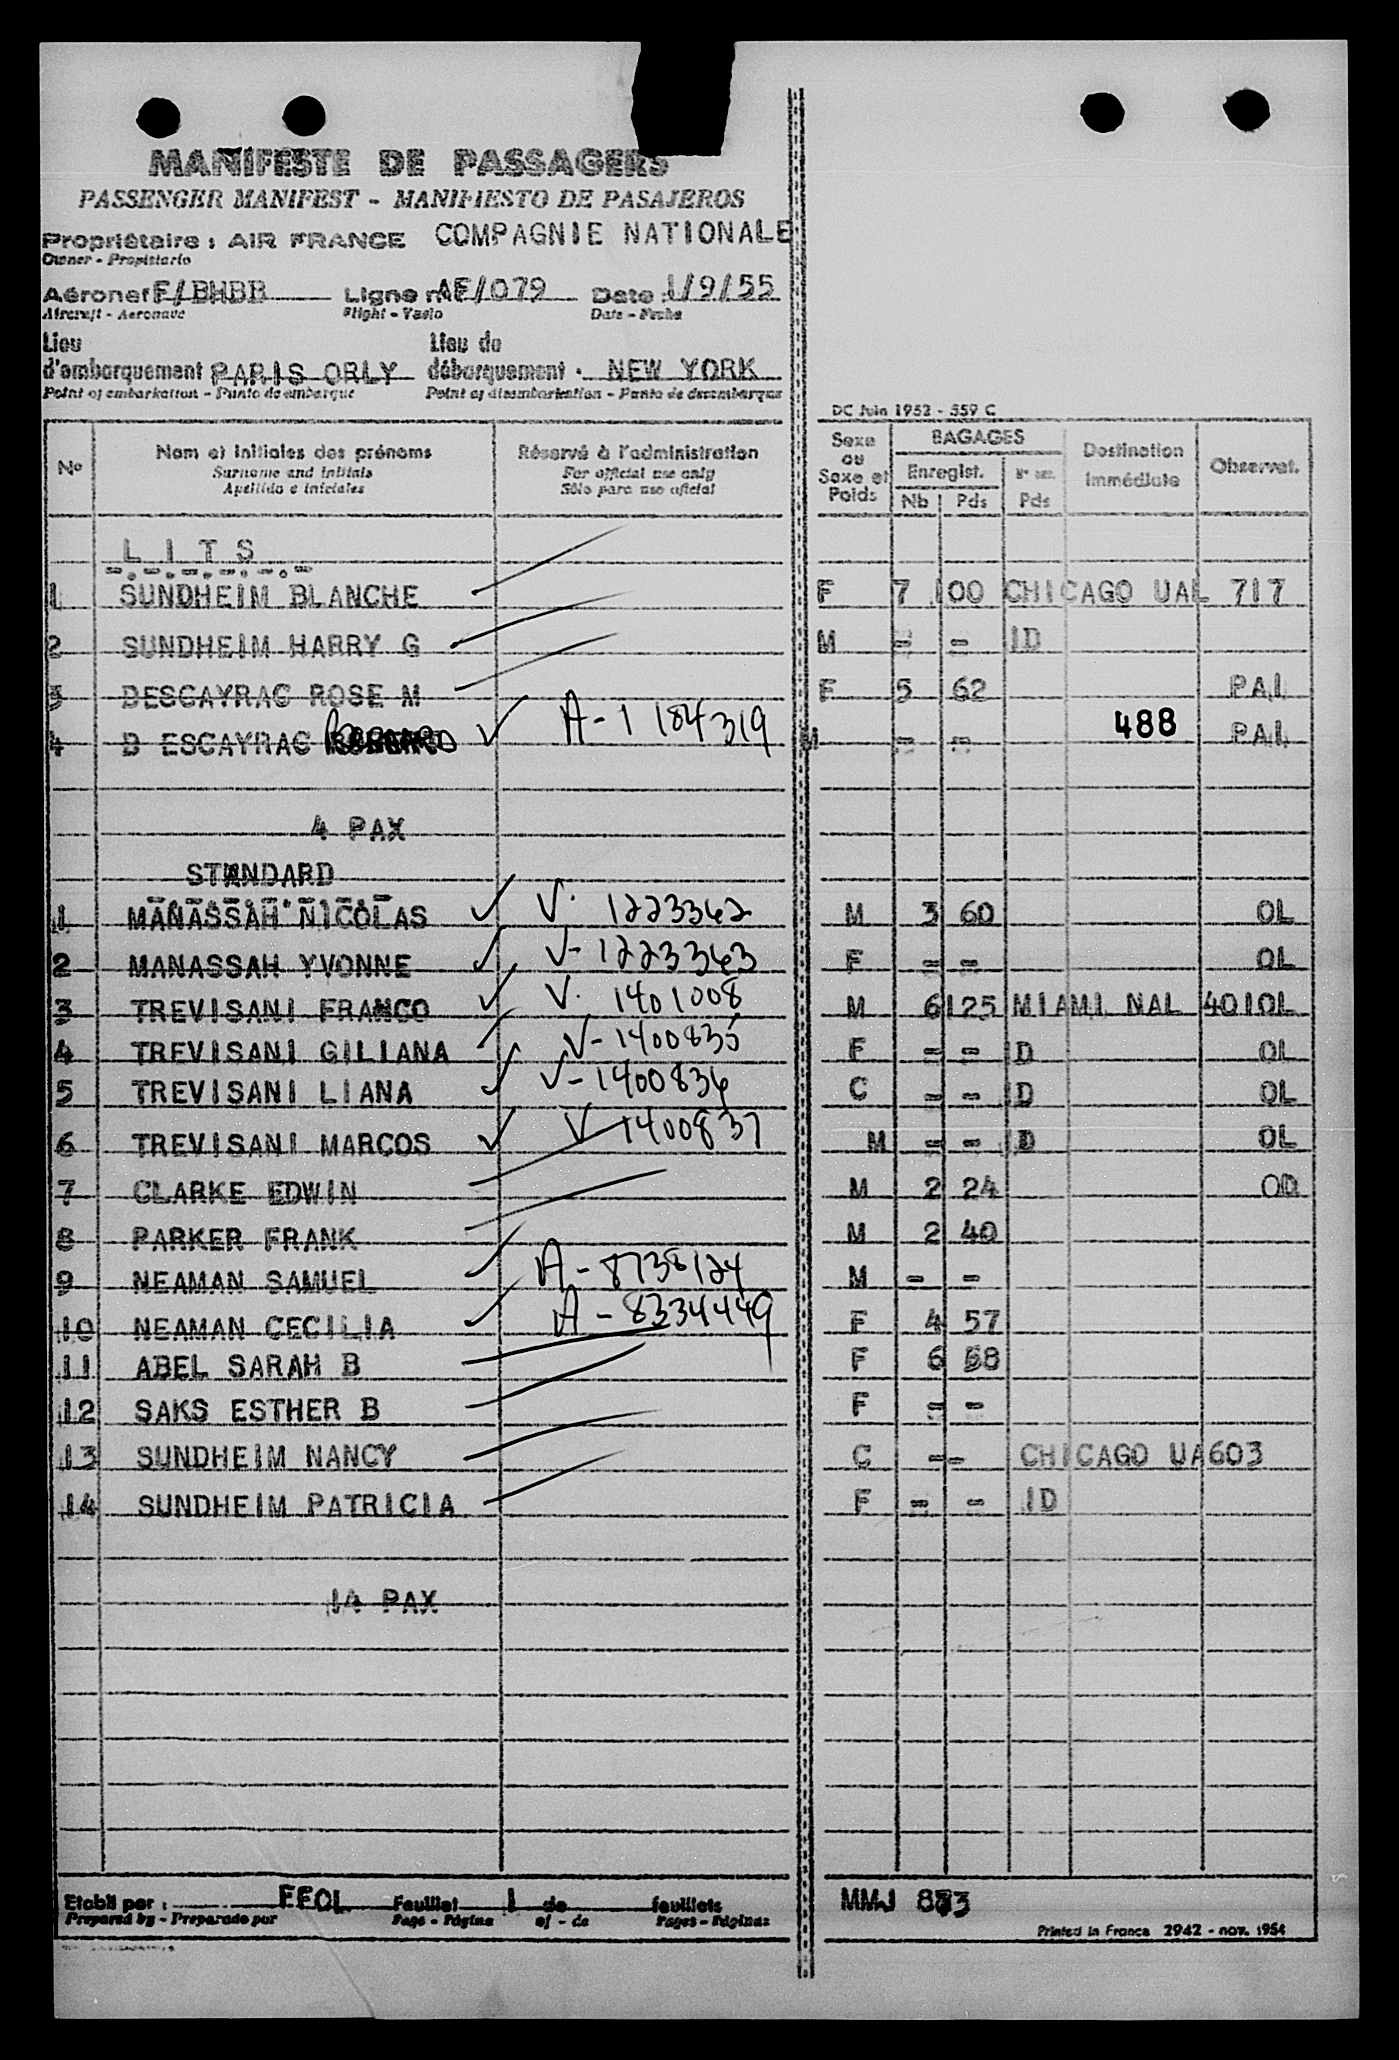 MANIFESTE DE PASSAGERS
PASSENGER MANIFEST - MANIFIESTO DE PASAJEROS
Propriétaire : AIR FRANCE COMPAGNIE NATIONALE
Owner - Propietario
Aéronef F/BHBB Ligne n° AF/079 Date : 1/9/55
Aircraft - Aeronave Flight - Vuelo Date - Fecha
Lieu d'embarquement PARIS ORLY Lieu de débarquement NEW YORK
Point of embarkation - Punto de embarque Point of disembarkation - Punto de desembarque
DC Juin 1952 - 559 C
No Nom et initiales des prénoms Réservé à l'administration Sexe ou Sexe et Poids BAGAGES Destination immédiate Observat.
Surname and initials For official use only Enregist.
Apellido e iniciales Sólo para uso oficial Nb Pds Pds
L I T S
1 SUNDHEIM BLANCHE F 7 100 CHICAGO UAL 717
2 SUNDHEIM HARRY G M - - ID
3 DESCAYRAC ROSE M F 5 62 PAI
4 D ESCAYRAC A-1 184319 M - - 488 PAI
4 PAX
STANDARD
1 MANASSAH NICOLAS V. 1223362 M 3 60 OL
2 MANASSAH YVONNE V-1223363 F - - OL
3 TREVISANI FRANCO V. 1401008 M 6 125 MIAMI NAL 401 OL
4 TREVISANI GILIANA V-1400835 F - - ID OL
5 TREVISANI LIANA V-1400836 C - - ID OL
6 TREVISANI MARCOS V 1400837 M - - ID OL
7 CLARKE EDWIN M 2 24 OD
8 PARKER FRANK M 2 40
9 NEAMAN SAMUEL A-8738124 M - -
10 NEAMAN CECILIA A-8334449 F 4 57
11 ABEL SARAH B F 6 68
12 SAKS ESTHER B F - -
13 SUNDHEIM NANCY C -- CHICAGO UA603
14 SUNDHEIM PATRICIA F - - ID
14 PAX
Etabli par : FFOL Feuillet 1 de feuillets MMJ 873
Prepared by - Preparado por Page - Página of - de Pages - Páginas
Printed in France 2942 - nov. 1954